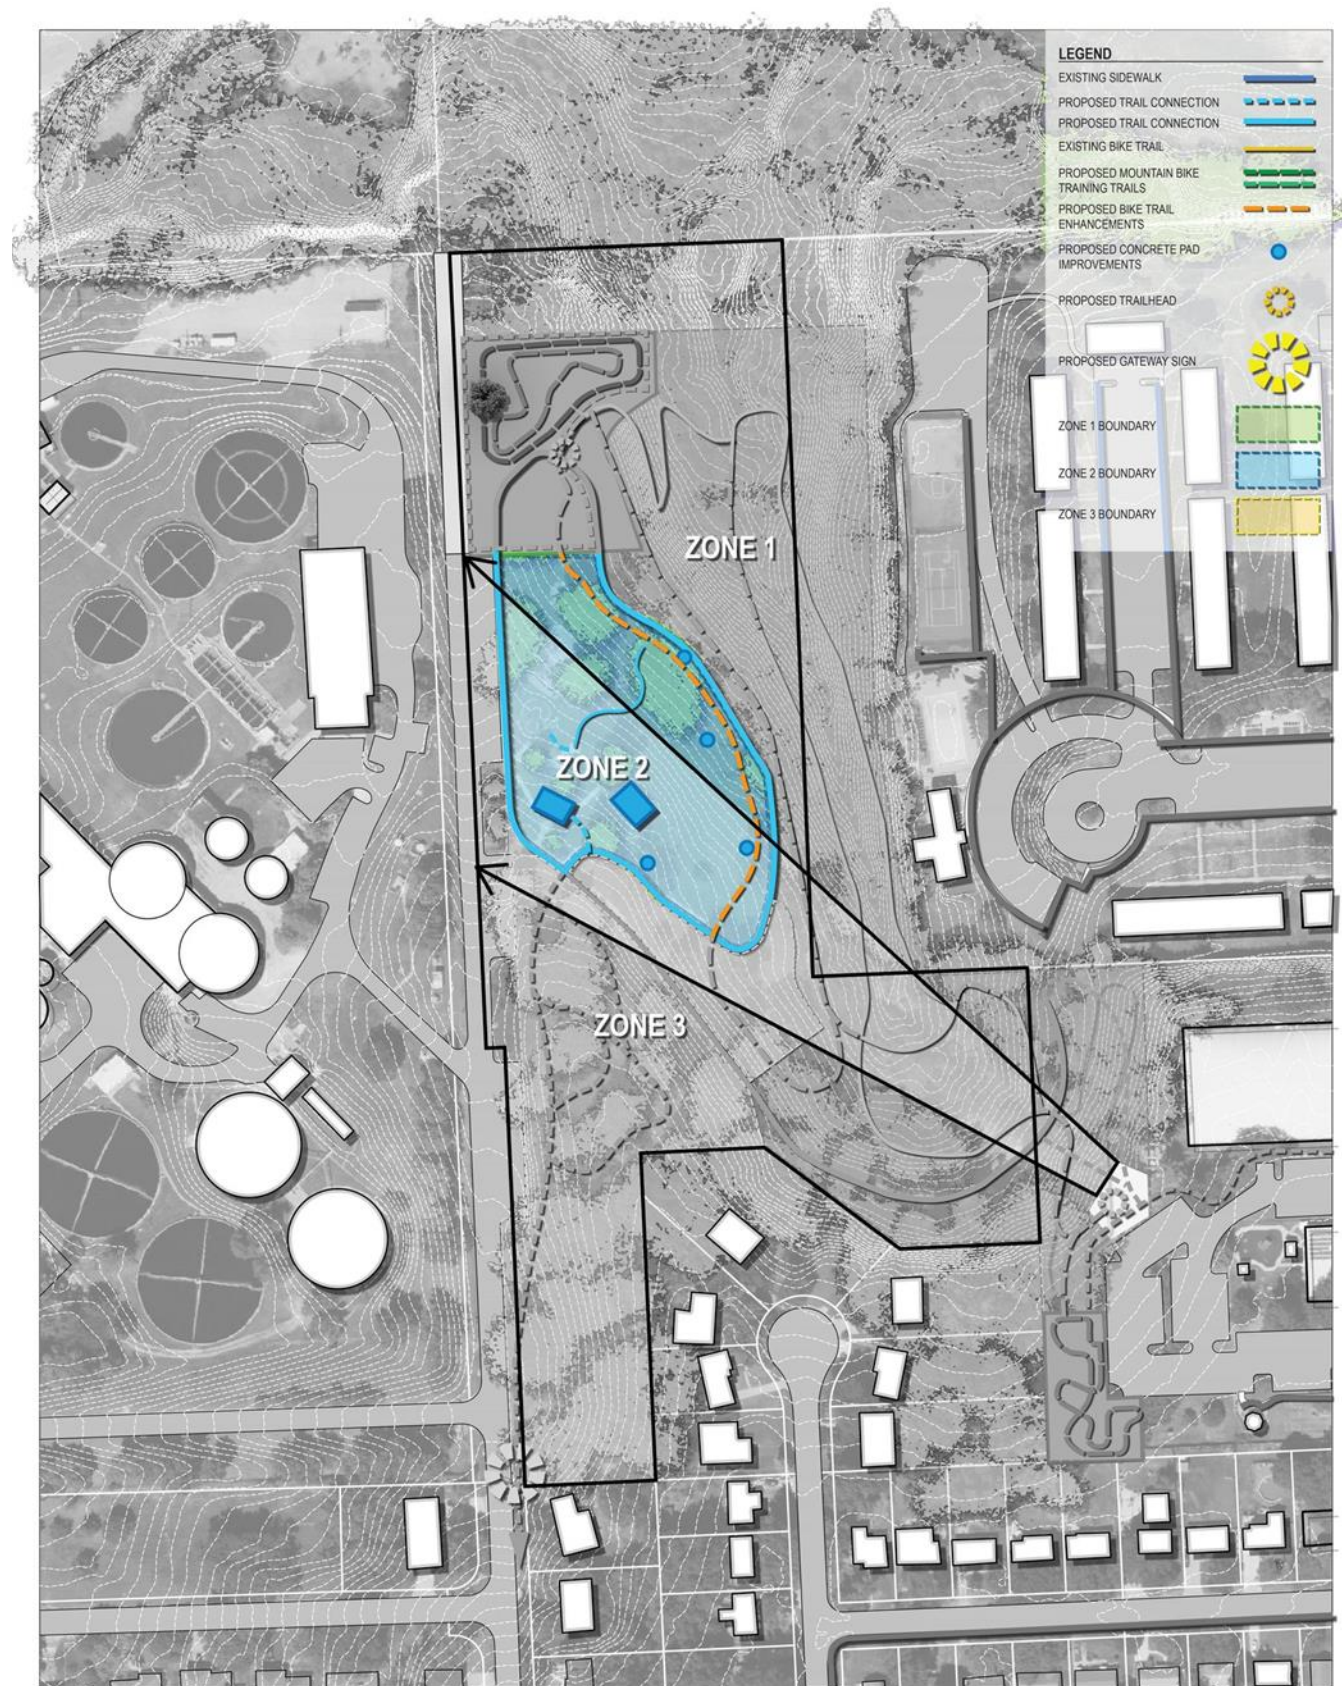 LEGEND
EXISTING SIDEWALK
PROPOSED TRAIL CONNECTION
PROPOSED TRAIL CONNECTION
EXISTING BIKE TRAIL
PROPOSED MOUNTAIN BIKE
TRAINING TRAILS
PROPOSED BIKE TRAIL
ENHANCEMENTS
PROPOSED CONCRETE PAD
IMPROVEMENTS
PROPOSED TRAILHEAD
PROPOSED GATEWAY SIGN
ZONE 1 BOUNDARY
ZONE 2 BOUNDARY
ZONE 3 BOUNDARY
ZONE 1
ZONE 2
ZONE 3